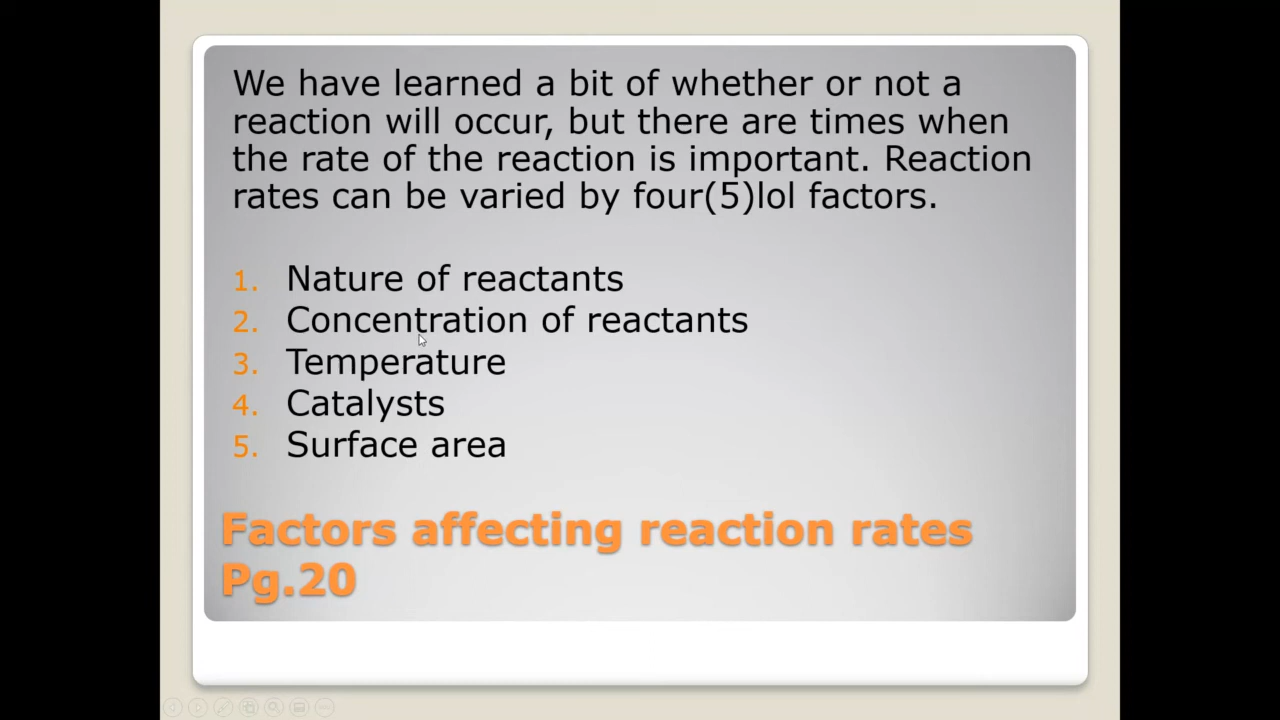 We have learned a bit of whether or not a
reaction will occur, but there are times when
the rate of the reaction is important. Reaction
rates can be varied by four(5)lol factors.
1. Nature of reactants
2. Concentration of reactants
3. Temperature
4. Catalysts
5. Surface area
Factors affecting reaction rates
Pg.20